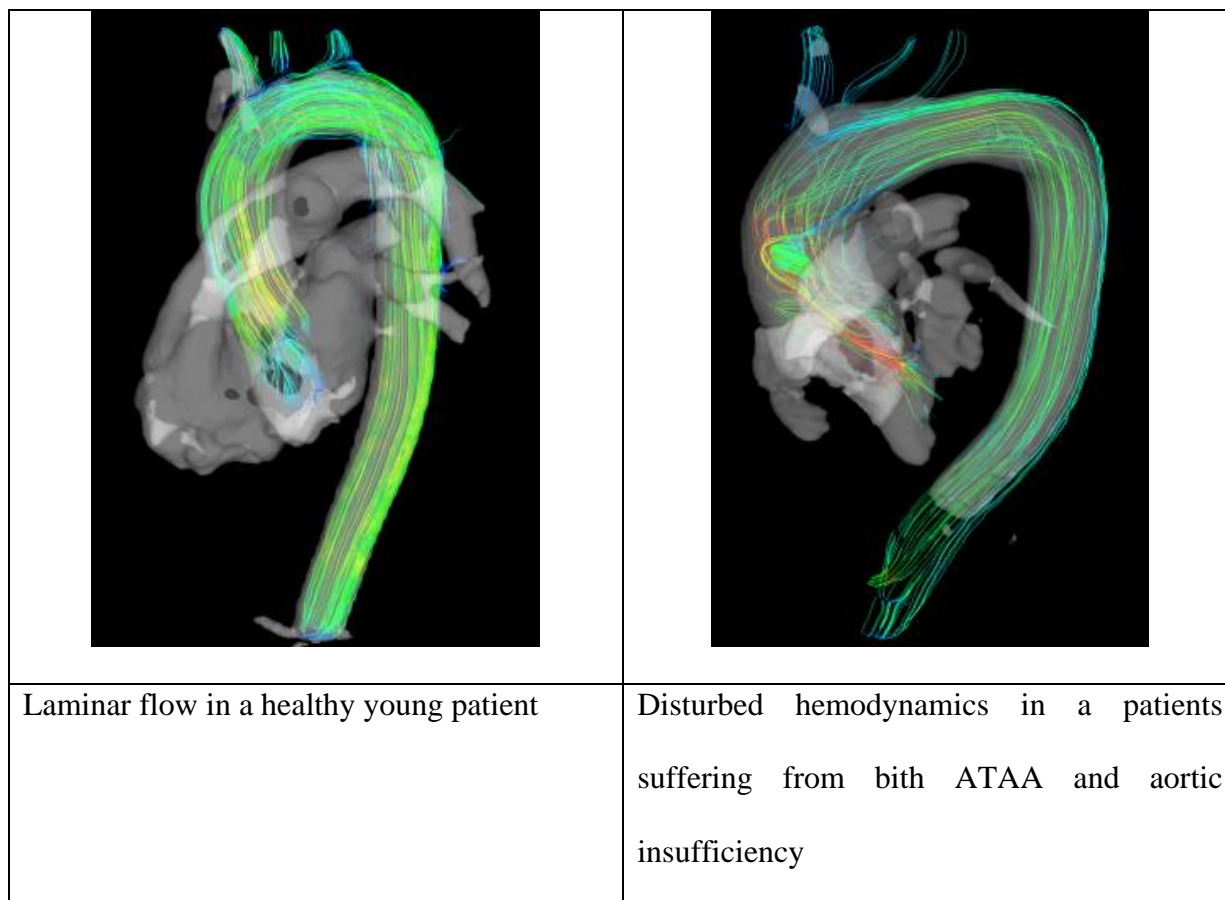 Laminar flow in a healthy young patient
Disturbed hemodynamics in a patients
suffering from bith ATAA and aortic
insufficiency